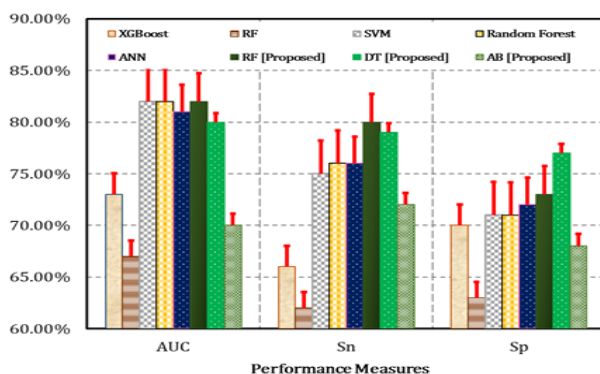 90.00%
XGBoost RF SVM Random Forest
ANN RF [Proposed] DT [Proposed] AB [Proposed]
85.00%
80.00%
75.00%
70.00%
65.00%
60.00%
AUC Sn Sp
Performance Measures